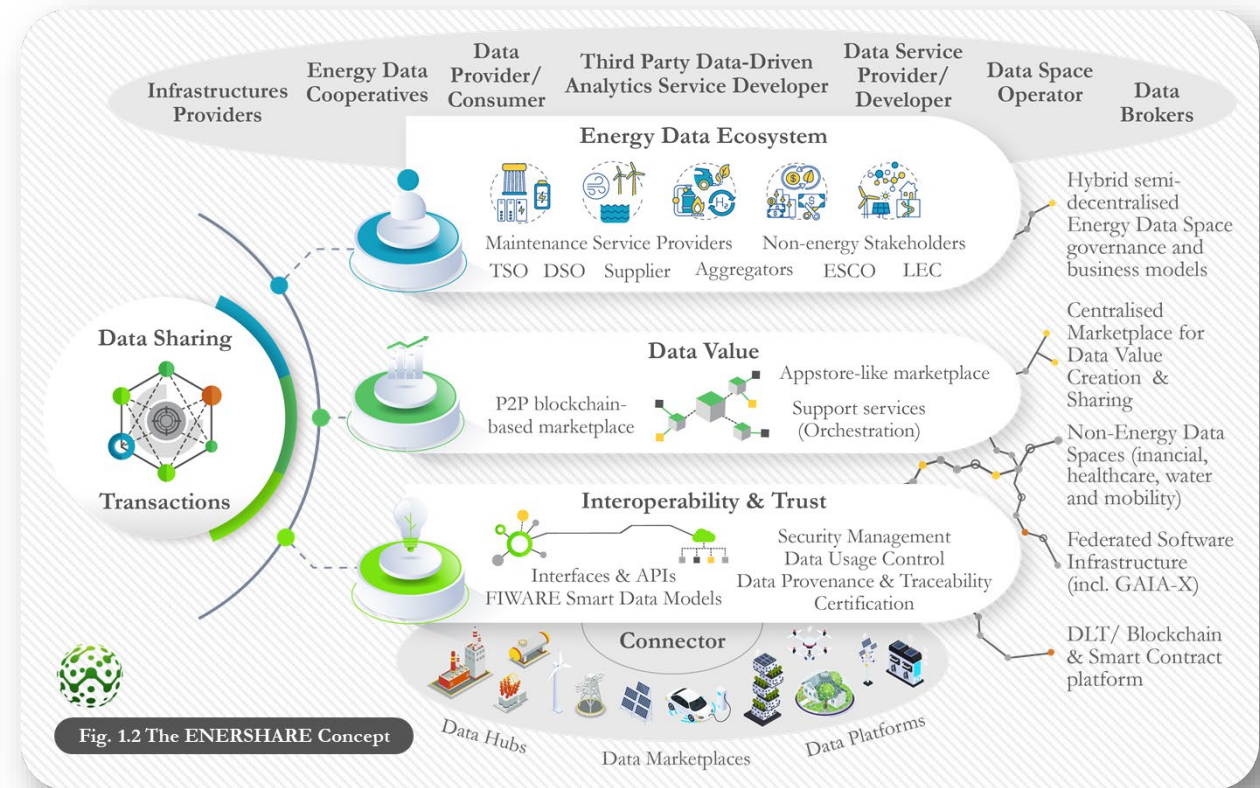 Infrastructures
Providers
Energy Data
Cooperatives
Data
Provider/
Consumer
Third Party Data-Driven
Analytics Service Developer
Data Service
Provider/
Developer
Data Space
Operator
Data
Brokers
Energy Data Ecosystem
H2
Maintenance Service Providers
Non-energy Stakeholders
TSO DSO Supplier Aggregators ESCO LEC
Data Sharing
Transactions
Data Value
P2P blockchain-
based marketplace
Appstore-like marketplace
Support services
(Orchestration)
Interoperability & Trust
Interfaces & APIs
FIWARE Smart Data Models
Security Management
Data Usage Control
Data Provenance & Traceability
Certification
Hybrid semi-
decentralised
Energy Data Space
governance and
business models
Centralised
Marketplace for
Data Value
Creation &
Sharing
Non-Energy Data
Spaces (inancial,
healthcare, water
and mobility)
Federated Software
Infrastructure
(incl. GAIA-X)
DLT/ Blockchain
& Smart Contract
platform
Connector
Data Hubs
Data Marketplaces
Data Platforms
Fig. 1.2 The ENERSHARE Concept